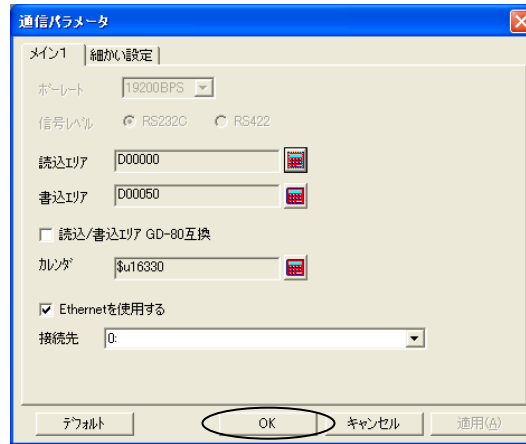 通信パラメータ
メイン1 細かい設定
ボーレート 19200BPS
信号レベル RS232C RS422
読込エリア D00000
書込エリア D00050
読込/書込エリア GD-80互換
カレンダ $u16330
Ethernetを使用する
接続先 0:
デフォルト OK キャンセル 適用(A)